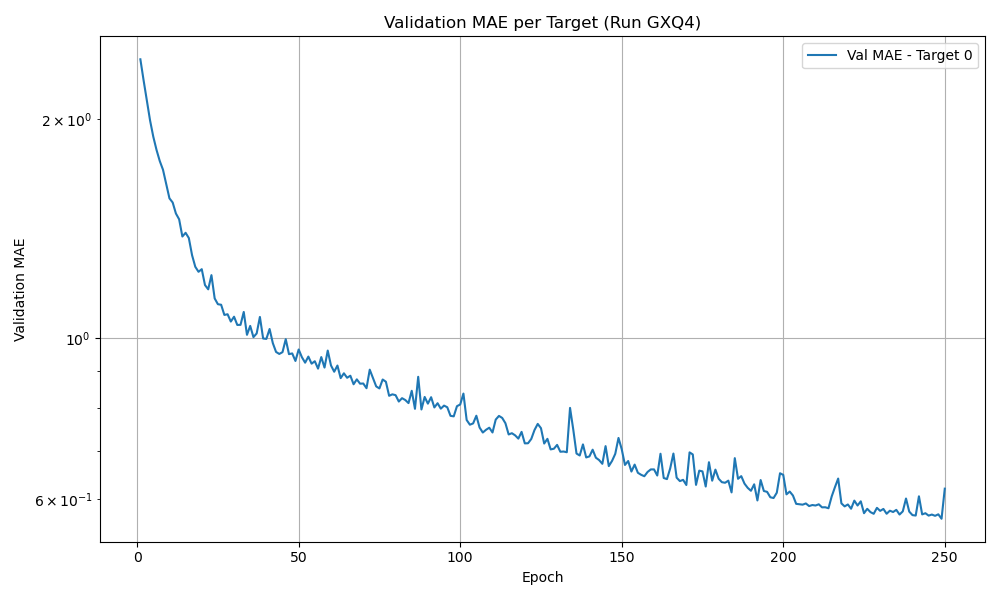 Validation MAE per Target (Run GXQ4)
Val MAE - Target 0
Validation MAE
2 × 10⁰
10⁰
6 × 10⁻¹
0 50 100 150 200 250
Epoch